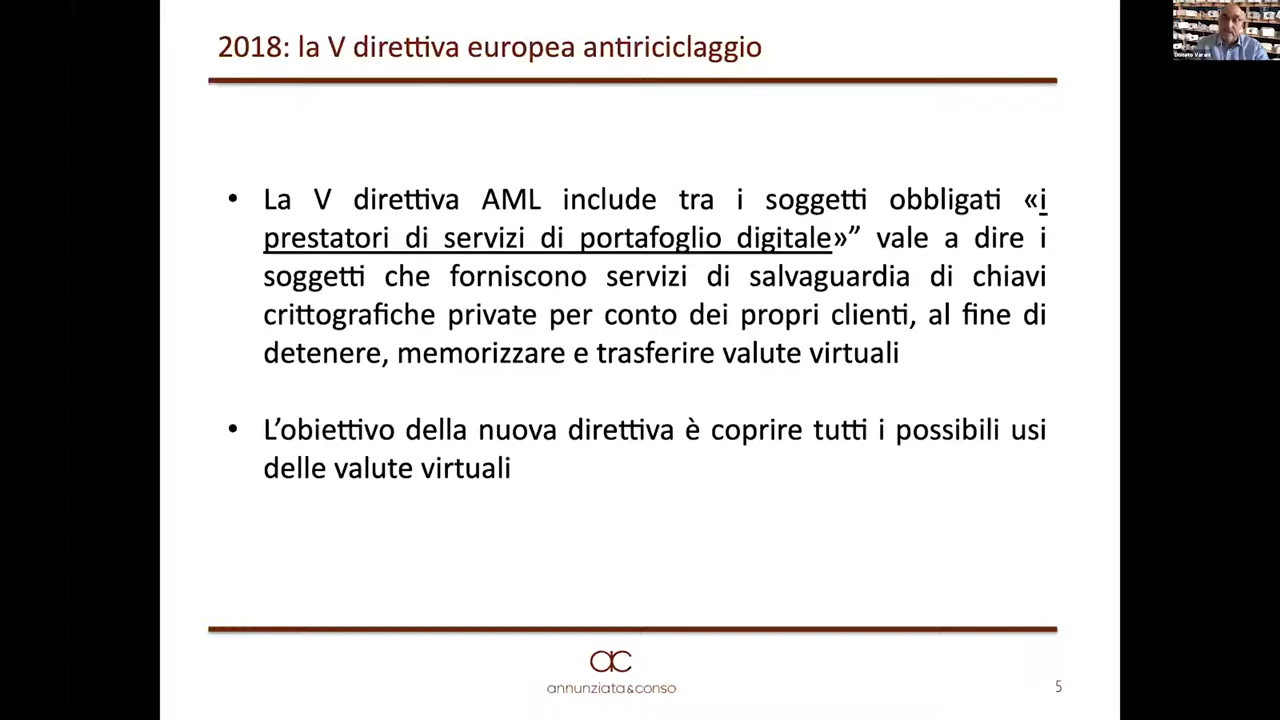 2018: la V direttiva europea antiriciclaggio
• La V direttiva AML include tra i soggetti obbligati «i
prestatori di servizi di portafoglio digitale»” vale a dire i
soggetti che forniscono servizi di salvaguardia di chiavi
crittografiche private per conto dei propri clienti, al fine di
detenere, memorizzare e trasferire valute virtuali
• L’obiettivo della nuova direttiva è coprire tutti i possibili usi
delle valute virtuali
ac
annunziata&conso
5
Donato Varani